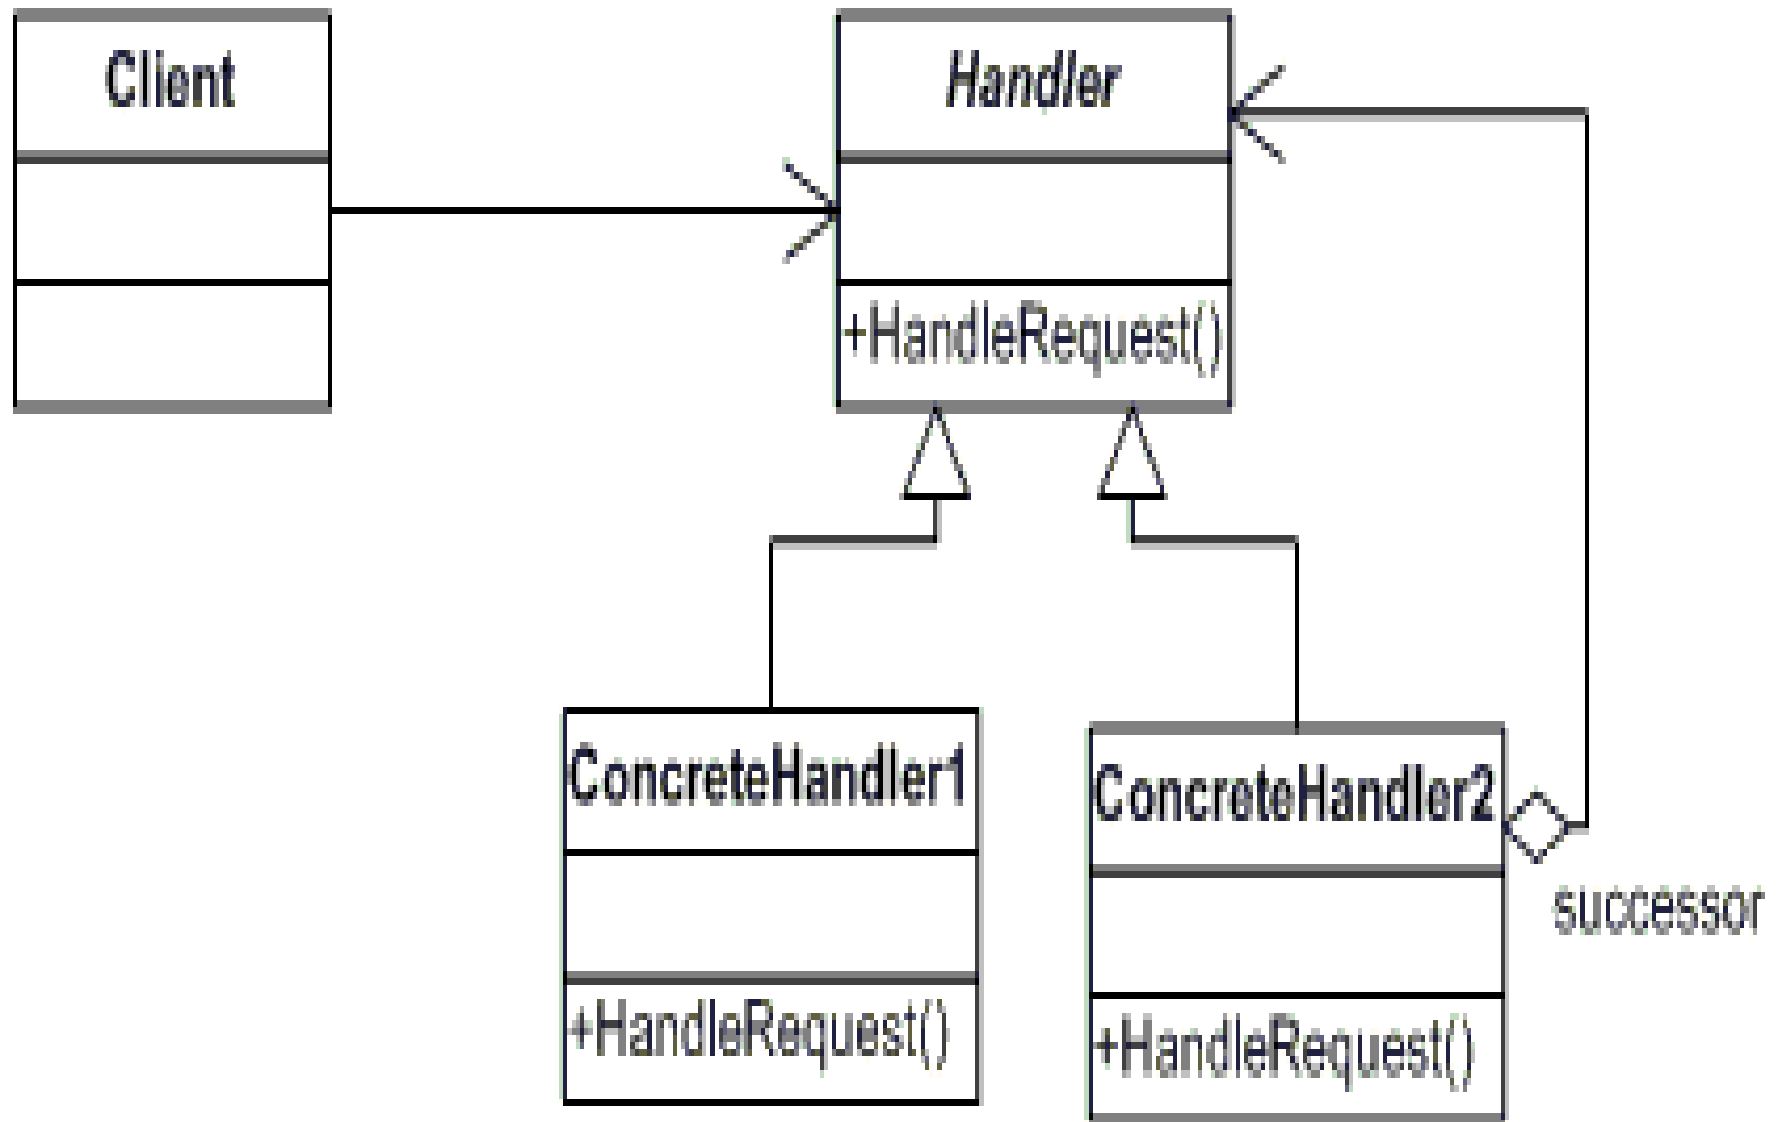 Client
Handler
+HandleRequest()
ConcreteHandler1
+HandleRequest()
ConcreteHandler2
successor
+HandleRequest()